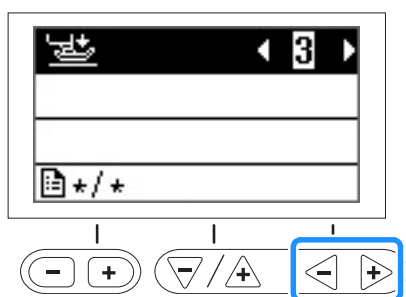 3
*/*
- + - / + - +